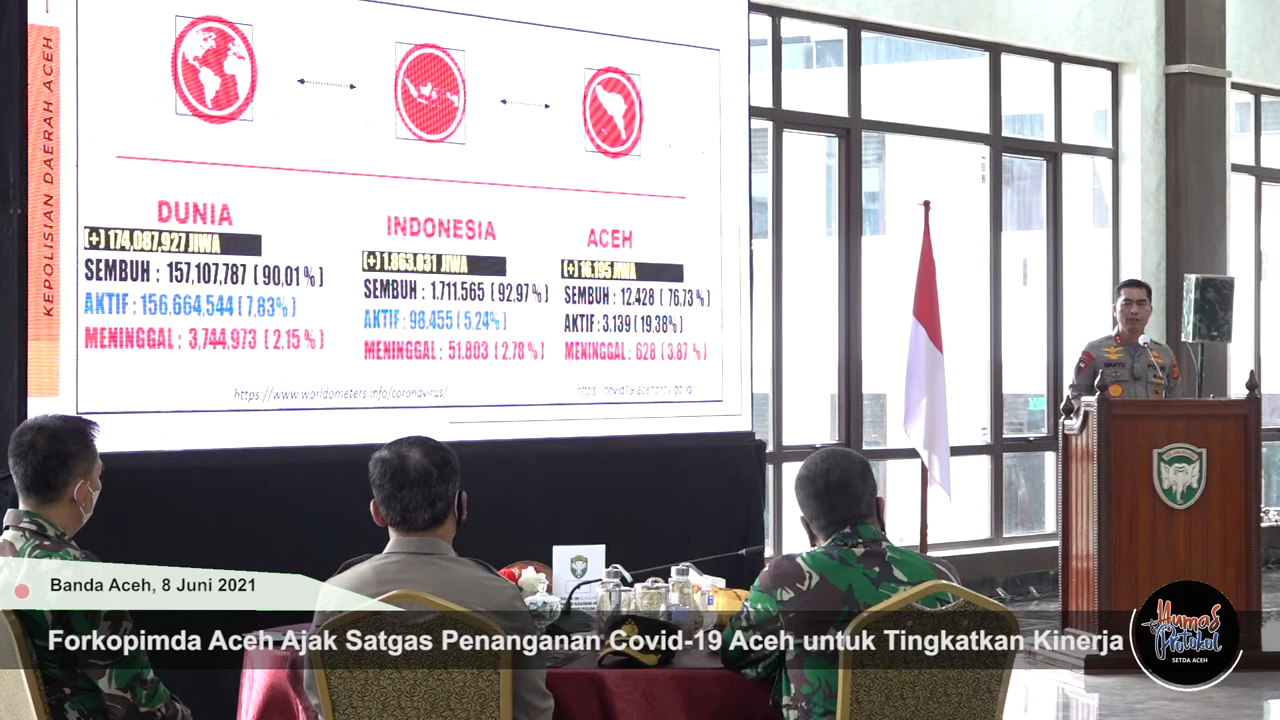 KEPOLISIAN DAERAH ACEH
DUNIA
(+) 174,087,927 JIWA
SEMBUH : 157,107,787 ( 90,01 % )
AKTIF : 156,664,544 ( 7,83% )
MENINGGAL : 3,744,973 ( 2,15 % )
INDONESIA
(+) 1.863.031 JIWA
SEMBUH : 1.711.565 ( 92,97 % )
AKTIF : 98.455 ( 5,24% )
MENINGGAL : 51.803 ( 2,78 % )
ACEH
(+) 16.195 JIWA
SEMBUH : 12.428 ( 76,73 % )
AKTIF : 3.139 ( 19,38% )
MENINGGAL : 628 ( 3,87 % )
https://www.worldometers.info/coronavirus/
WAHYU
Banda Aceh, 8 Juni 2021
Forkopimda Aceh Ajak Satgas Penanganan Covid-19 Aceh untuk Tingkatkan Kinerja
Humas
Protokol
SETDA ACEH